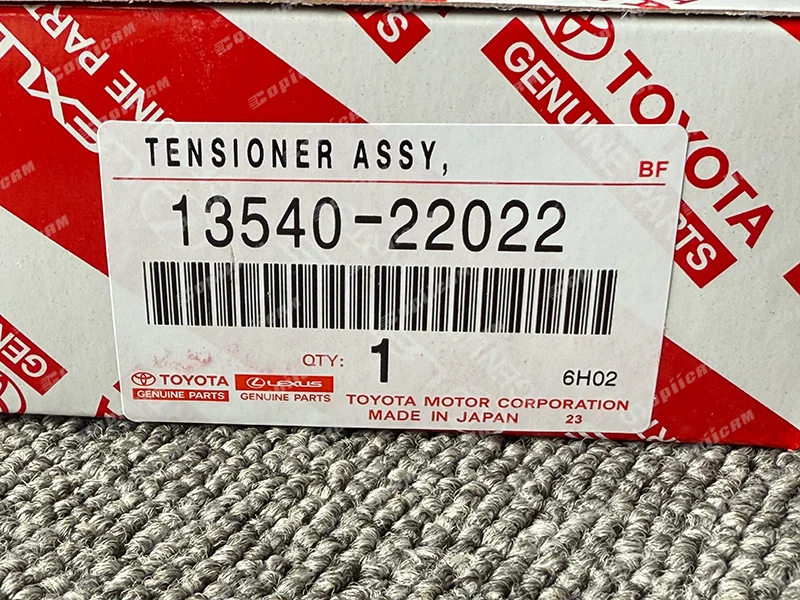 TENSIONER ASSY,
BF
13540-22022
QTY: 1
6H02
TOYOTA
GENUINE PARTS
LEXUS
GENUINE PARTS
TOYOTA MOTOR CORPORATION
MADE IN JAPAN 23
TOYOTA
GENUINE PARTS
CopiicRM